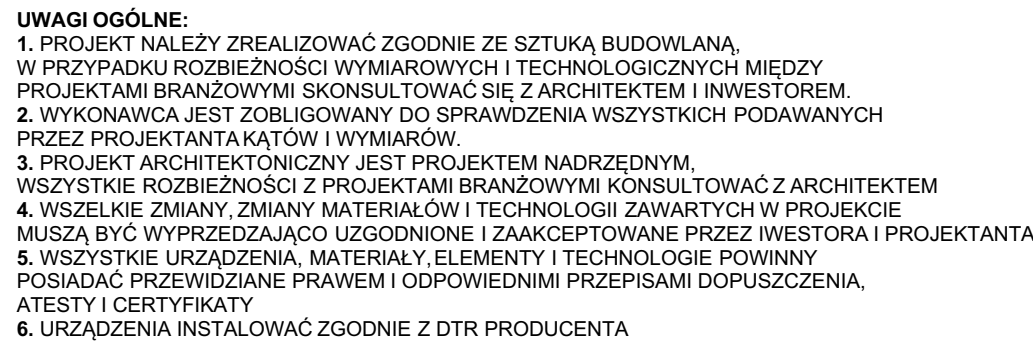 UWAGI OGÓLNE:
1. PROJEKT NALEŻY ZREALIZOWAĆ ZGODNIE ZE SZTUKĄ BUDOWLANĄ,
W PRZYPADKU ROZBIEŻNOŚCI WYMIAROWYCH I TECHNOLOGICZNYCH MIĘDZY
PROJEKTAMI BRANŻOWYMI SKONSULTOWAĆ SIĘ Z ARCHITEKTEM I INWESTOREM.
2. WYKONAWCA JEST ZOBLIGOWANY DO SPRAWDZENIA WSZYSTKICH PODAWANYCH
PRZEZ PROJEKTANTA KĄTÓW I WYMIARÓW.
3. PROJEKT ARCHITEKTONICZNY JEST PROJEKTEM NADRZĘDNYM,
WSZYSTKIE ROZBIEŻNOŚCI Z PROJEKTAMI BRANŻOWYMI KONSULTOWAĆ Z ARCHITEKTEM
4. WSZELKIE ZMIANY, ZMIANY MATERIAŁÓW I TECHNOLOGII ZAWARTYCH W PROJEKCIE
MUSZĄ BYĆ WYPRZEDZAJĄCO UZGODNIONE I ZAAKCEPTOWANE PRZEZ IWESTORA I PROJEKTANTA
5. WSZYSTKIE URZĄDZENIA, MATERIAŁY, ELEMENTY I TECHNOLOGIE POWINNY
POSIADAĆ PRZEWIDZIANE PRAWEM I ODPOWIEDNIMI PRZEPISAMI DOPUSZCZENIA,
ATESTY I CERTYFIKATY
6. URZĄDZENIA INSTALOWAĆ ZGODNIE Z DTR PRODUCENTA